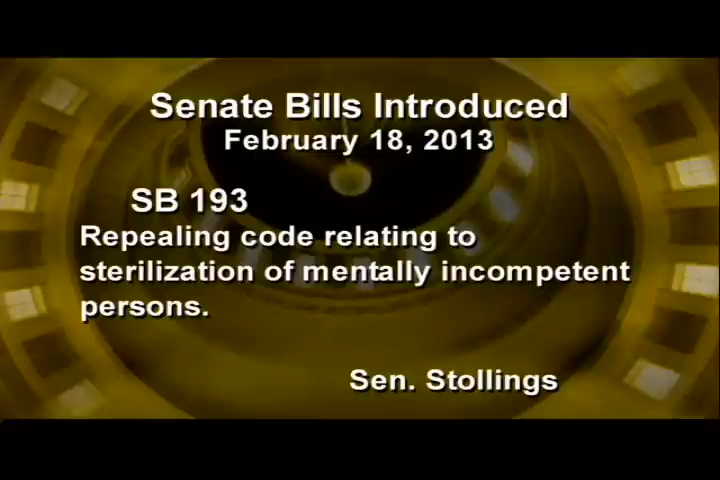 Senate Bills Introduced
February 18, 2013
SB 193
Repealing code relating to
sterilization of mentally incompetent
persons.
Sen. Stollings